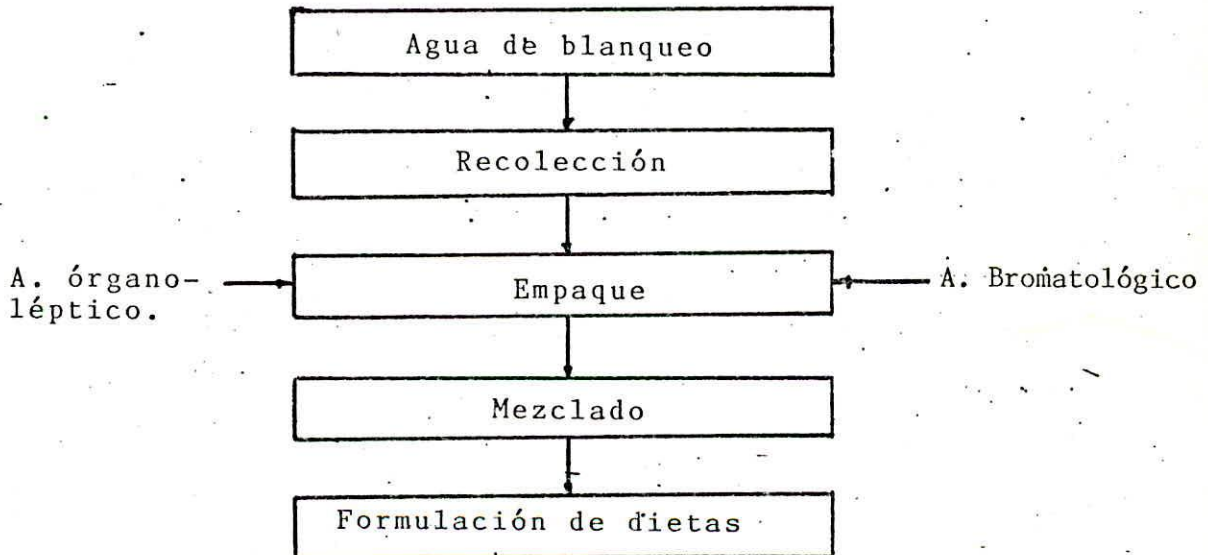 Agua de blanqueo
Recolección
A. órgano-
léptico.
Empaque
A. Bromatológico
Mezclado
Formulación de dietas